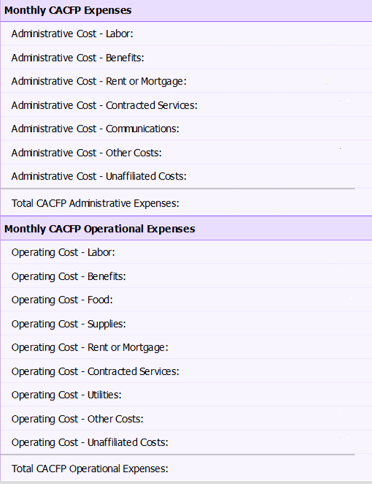 Monthly CACFP Expenses
Administrative Cost - Labor:
Administrative Cost - Benefits:
Administrative Cost - Rent or Mortgage:
Administrative Cost - Contracted Services:
Administrative Cost - Communications:
Administrative Cost - Other Costs:
Administrative Cost - Unaffiliated Costs:
Total CACFP Administrative Expenses:
Monthly CACFP Operational Expenses
Operating Cost - Labor:
Operating Cost - Benefits:
Operating Cost - Food:
Operating Cost - Supplies:
Operating Cost - Rent or Mortgage:
Operating Cost - Contracted Services:
Operating Cost - Utilities:
Operating Cost - Other Costs:
Operating Cost - Unaffiliated Costs:
Total CACFP Operational Expenses: